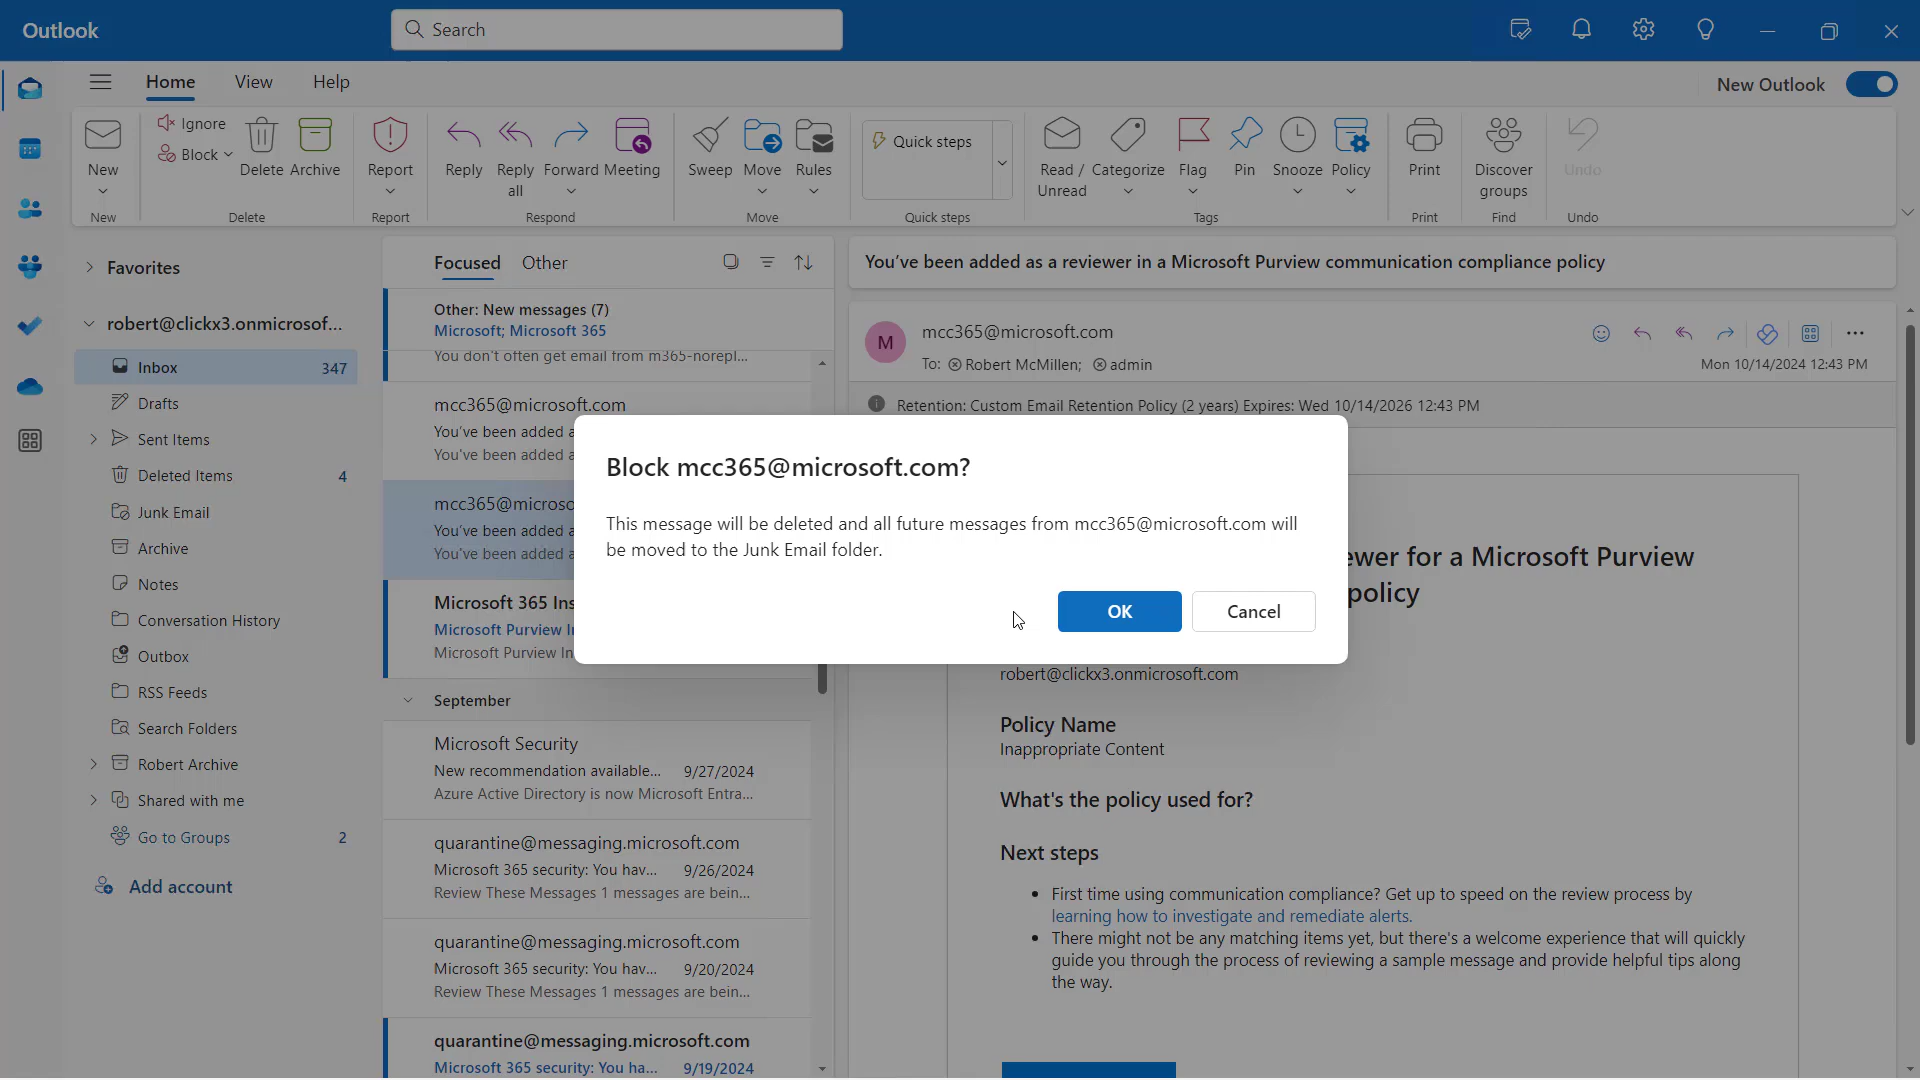 Outlook
Search
Home
View
Help
New Outlook
New
Ignore
Block
Delete
Archive
Report
Reply
Reply
all
Forward
Meeting
Sweep
Move
Rules
Quick steps
Read /
Unread
Categorize
Flag
Pin
Snooze
Policy
Print
Discover
groups
Undo
New
Delete
Report
Respond
Move
Quick steps
Tags
Print
Find
Undo
Favorites
robert@clickx3.onmicrosof...
Inbox 347
Drafts
Sent Items
Deleted Items 4
Junk Email
Archive
Notes
Conversation History
Outbox
RSS Feeds
Search Folders
Robert Archive
Shared with me
Go to Groups 2
Add account
Focused Other
Other: New messages (7)
Microsoft; Microsoft 365
You don't often get email from m365-norepl...
mcc365@microsoft.com
You've been added a
You've been added a
mcc365@microso
You've been added a
You've been added a
Microsoft 365 Ins
Microsoft Purview In
Microsoft Purview In
September
Microsoft Security
New recommendation available... 9/27/2024
Azure Active Directory is now Microsoft Entra...
quarantine@messaging.microsoft.com
Microsoft 365 security: You hav... 9/26/2024
Review These Messages 1 messages are bein...
quarantine@messaging.microsoft.com
Microsoft 365 security: You hav... 9/20/2024
Review These Messages 1 messages are bein...
quarantine@messaging.microsoft.com
Microsoft 365 security: You ha... 9/19/2024
You've been added as a reviewer in a Microsoft Purview communication compliance policy
M
mcc365@microsoft.com
To: Robert McMillen; admin
Mon 10/14/2024 12:43 PM
Retention: Custom Email Retention Policy (2 years) Expires: Wed 10/14/2026 12:43 PM
Block mcc365@microsoft.com?
This message will be deleted and all future messages from mcc365@microsoft.com will
be moved to the Junk Email folder.
OK
Cancel
ewer for a Microsoft Purview
policy
robert@clickx3.onmicrosoft.com
Policy Name
Inappropriate Content
What's the policy used for?
Next steps
• First time using communication compliance? Get up to speed on the review process by
learning how to investigate and remediate alerts.
• There might not be any matching items yet, but there's a welcome experience that will quickly
guide you through the process of reviewing a sample message and provide helpful tips along
the way.